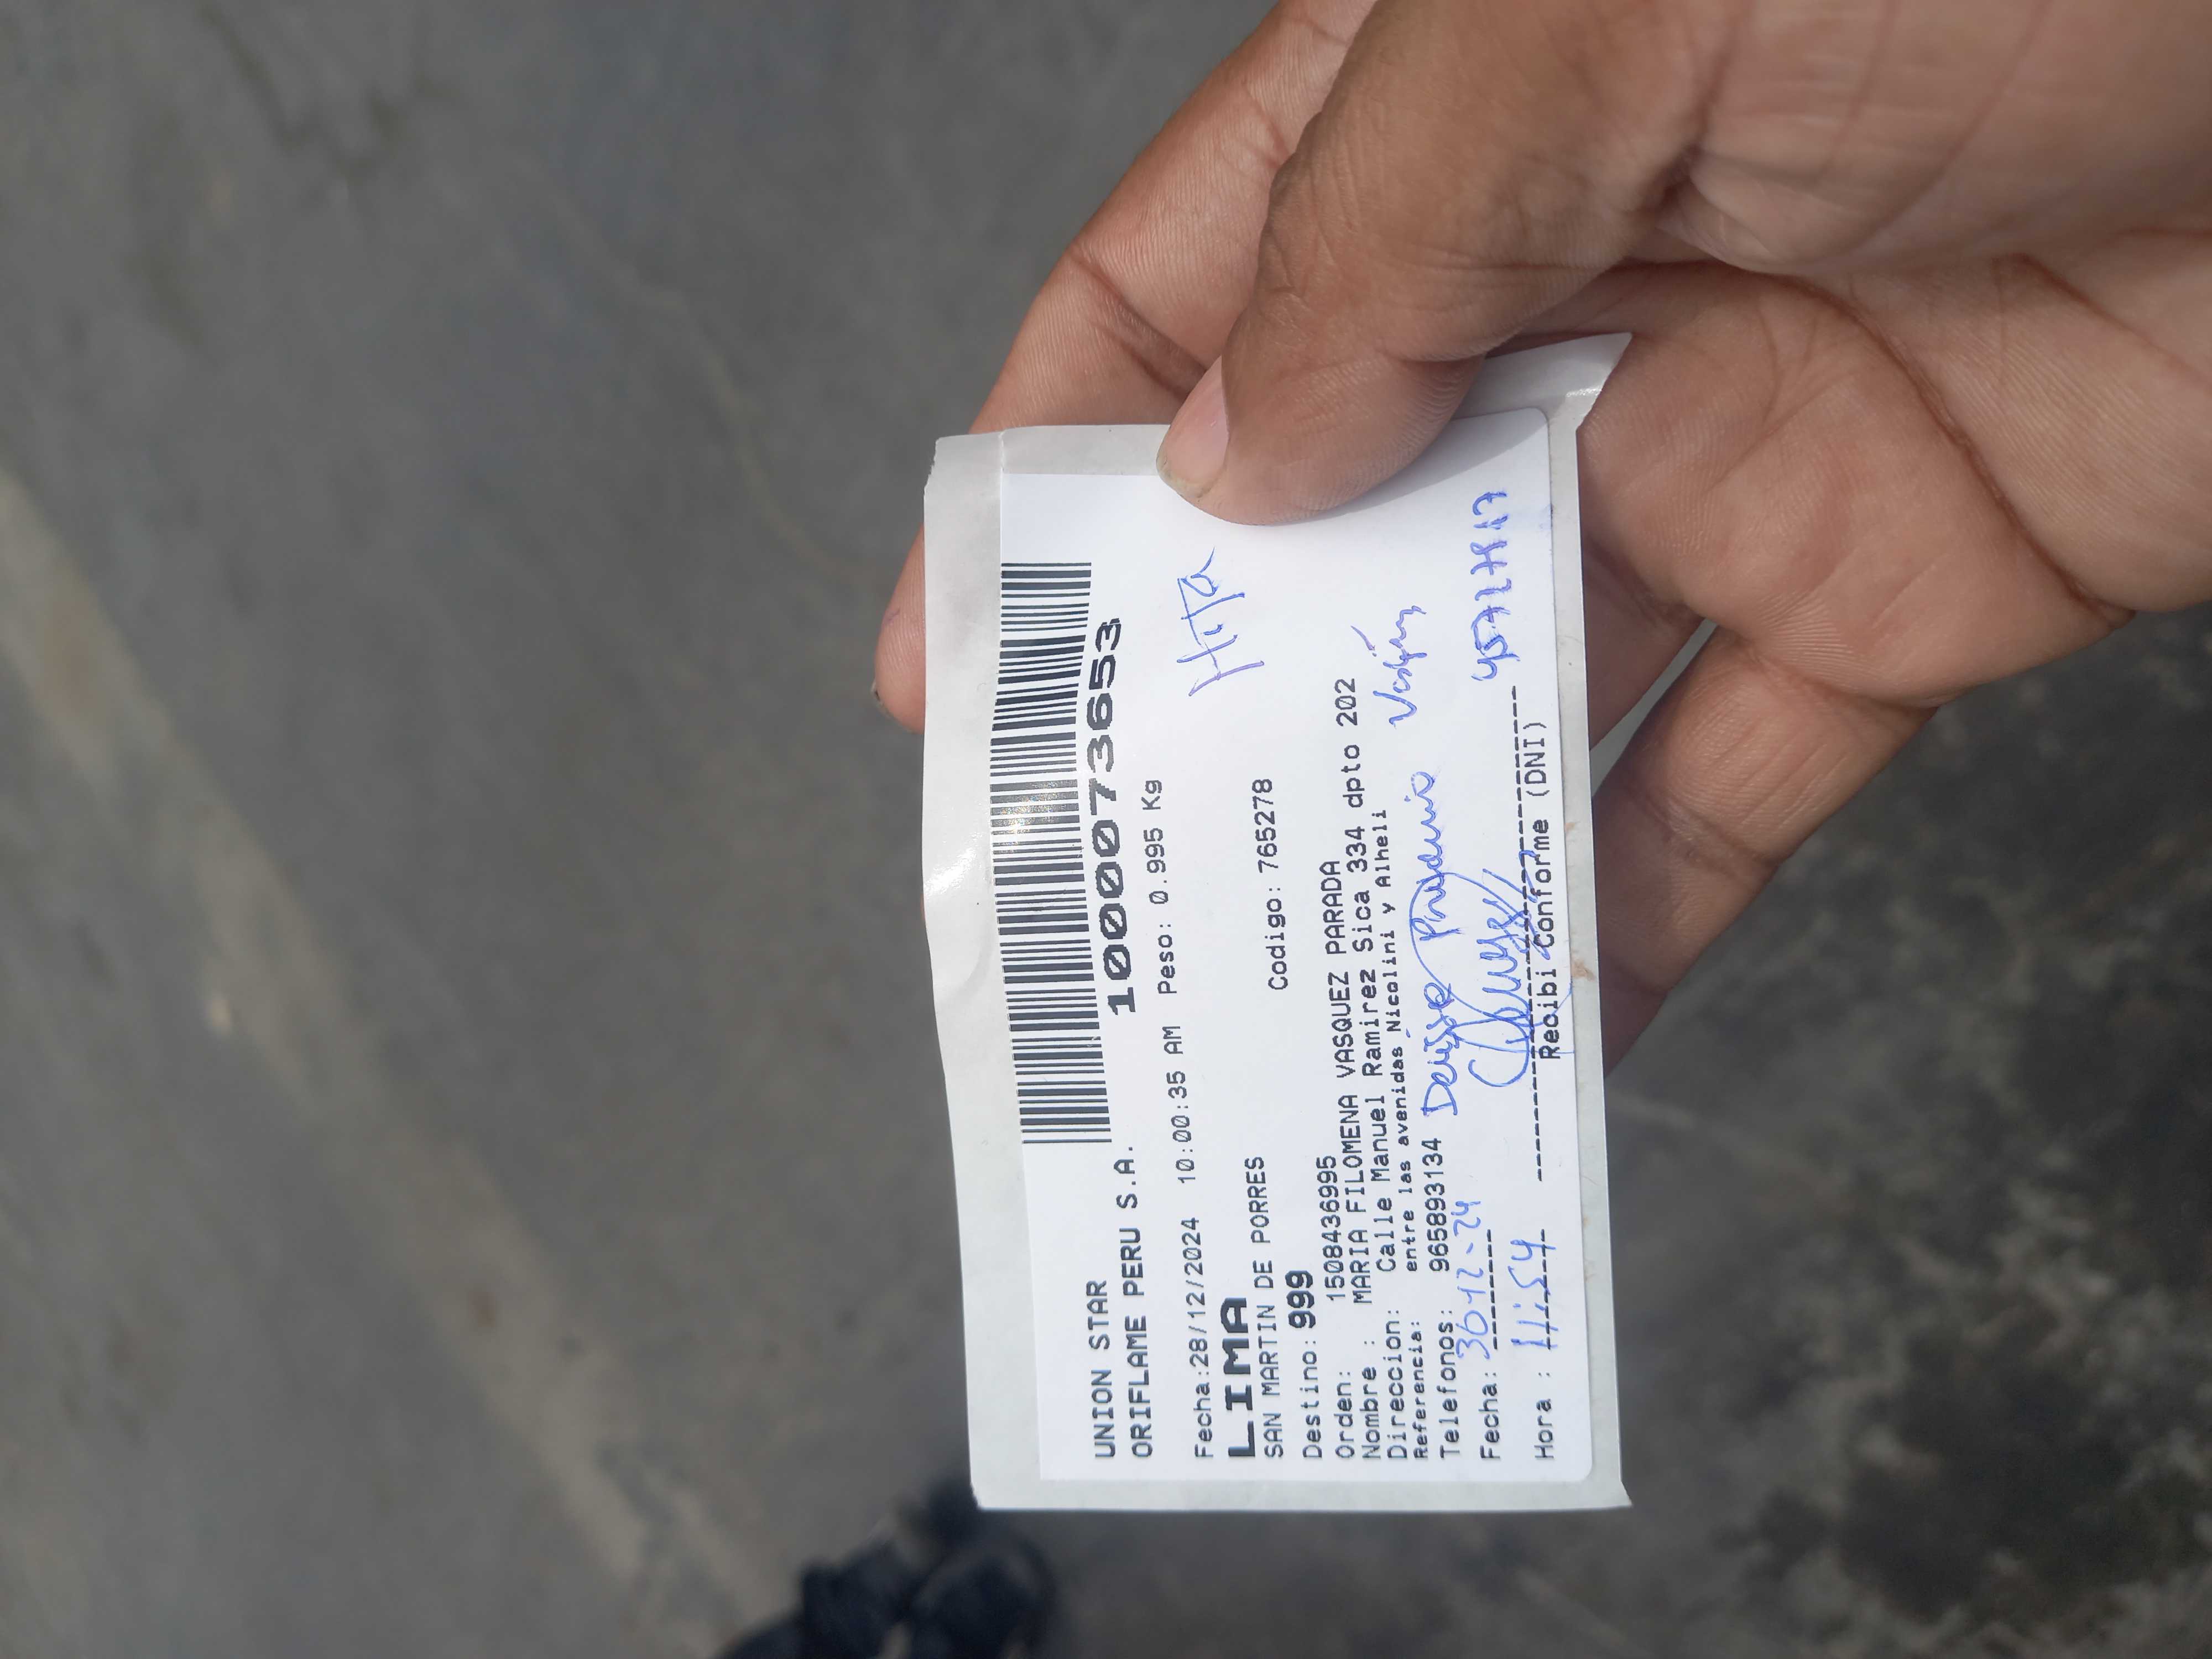 UNION STAR
ORIFLAME PERU S.A.
1000073653
Fecha:28/12/2024 10:00:35 AM Peso: 0.995 Kg
LIMA
HiTa
SAN MARTIN DE PORRES Codigo: 765278
Destino: 999
Orden: 1508436995
Nombre : MARIA FILOMENA VASQUEZ PARADA
Direccion: Calle Manuel Ramirez Sica 334 dpto 202
Referencia: entre las avenidas Nicolini y Alheli
Telefonos: 965893134
Fecha: 30-12-24
Hora : 11:54
Recibi Conforme (DNI)